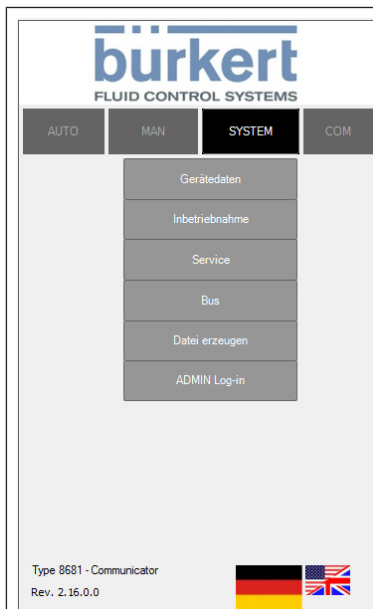 bürkert
FLUID CONTROL SYSTEMS
AUTO MAN SYSTEM COM
Gerätedaten
Inbetriebnahme
Service
Bus
Datei erzeugen
ADMIN Log-in
Type 8681 - Communicator
Rev. 2.16.0.0